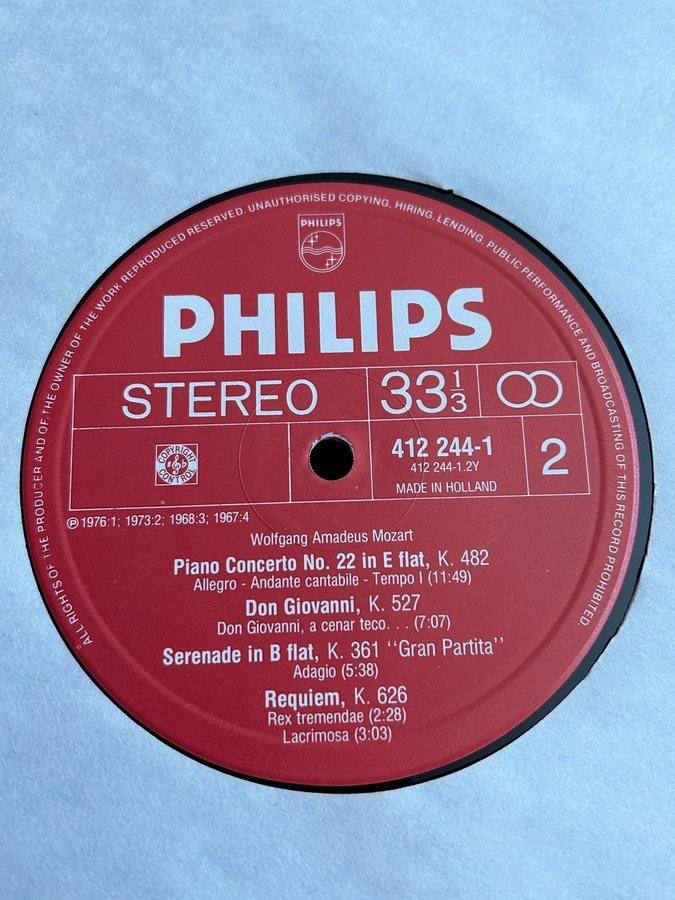 ALL RIGHTS OF THE PRODUCER AND OF THE OWNER OF THE WORK REPRODUCED RESERVED. UNAUTHORISED COPYING, HIRING, LENDING, PUBLIC PERFORMANCE AND BROADCASTING OF THIS RECORD PROHIBITED.
PHILIPS
PHILIPS
STEREO 33 1/3
COPYRIGHT CONTROL
412 244-1
412 244-1.2Y
MADE IN HOLLAND
2
℗ 1976:1; 1973:2; 1968:3; 1967:4
Wolfgang Amadeus Mozart
Piano Concerto No. 22 in E flat, K. 482
Allegro - Andante cantabile - Tempo I (11:49)
Don Giovanni, K. 527
Don Giovanni, a cenar teco. . . (7:07)
Serenade in B flat, K. 361 "Gran Partita"
Adagio (5:38)
Requiem, K. 626
Rex tremendae (2:28)
Lacrimosa (3:03)